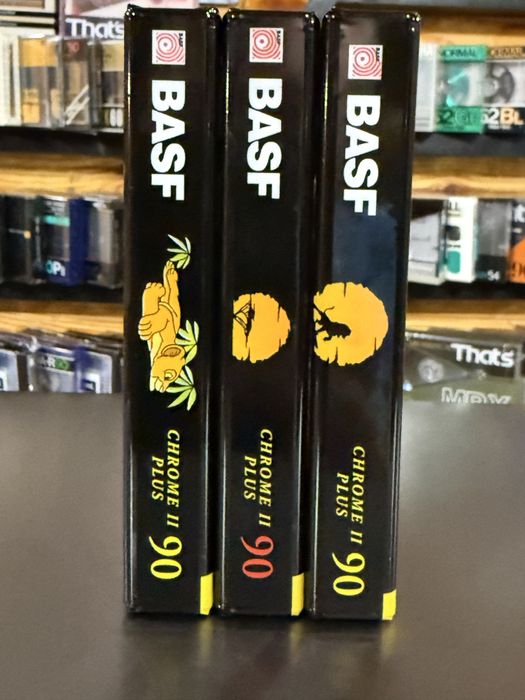 BASF
CHROME II
PLUS
90
BASF
CHROME II
PLUS
90
BASF
CHROME II
PLUS
90
That's
That's